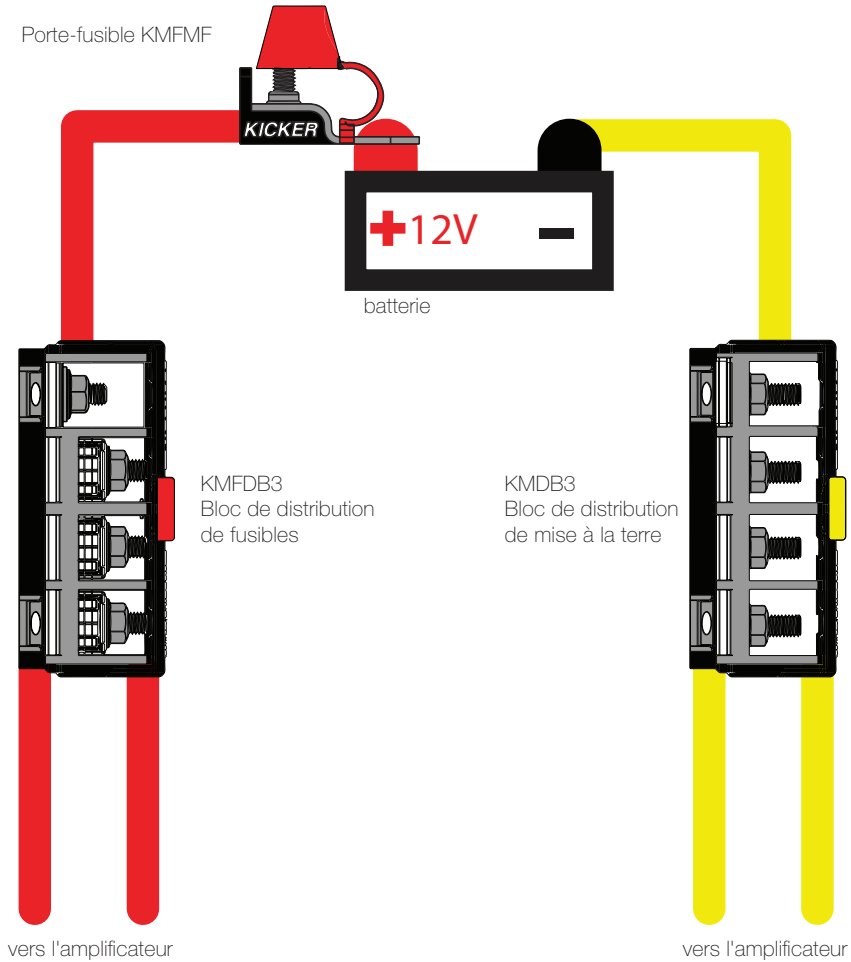 Porte-fusible KMFMF
KICKER
+12V -
batterie
KMFDB3
Bloc de distribution
de fusibles
KMDB3
Bloc de distribution
de mise à la terre
vers l'amplificateur
vers l'amplificateur